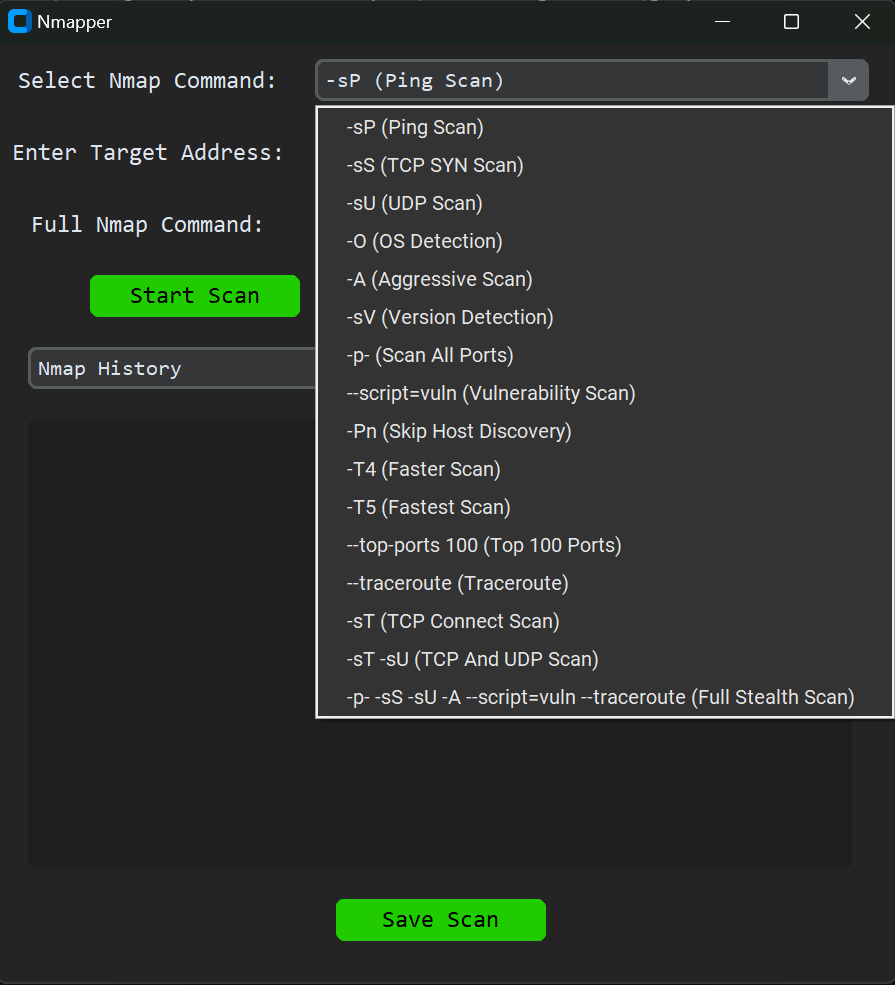 Nmapper
Select Nmap Command:
-sP (Ping Scan)
-sP (Ping Scan)
-sS (TCP SYN Scan)
-sU (UDP Scan)
-O (OS Detection)
-A (Aggressive Scan)
-sV (Version Detection)
-p- (Scan All Ports)
--script=vuln (Vulnerability Scan)
-Pn (Skip Host Discovery)
-T4 (Faster Scan)
-T5 (Fastest Scan)
--top-ports 100 (Top 100 Ports)
--traceroute (Traceroute)
-sT (TCP Connect Scan)
-sT -sU (TCP And UDP Scan)
-p- -sS -sU -A --script=vuln --traceroute (Full Stealth Scan)
Enter Target Address:
Full Nmap Command:
Start Scan
Nmap History
Save Scan